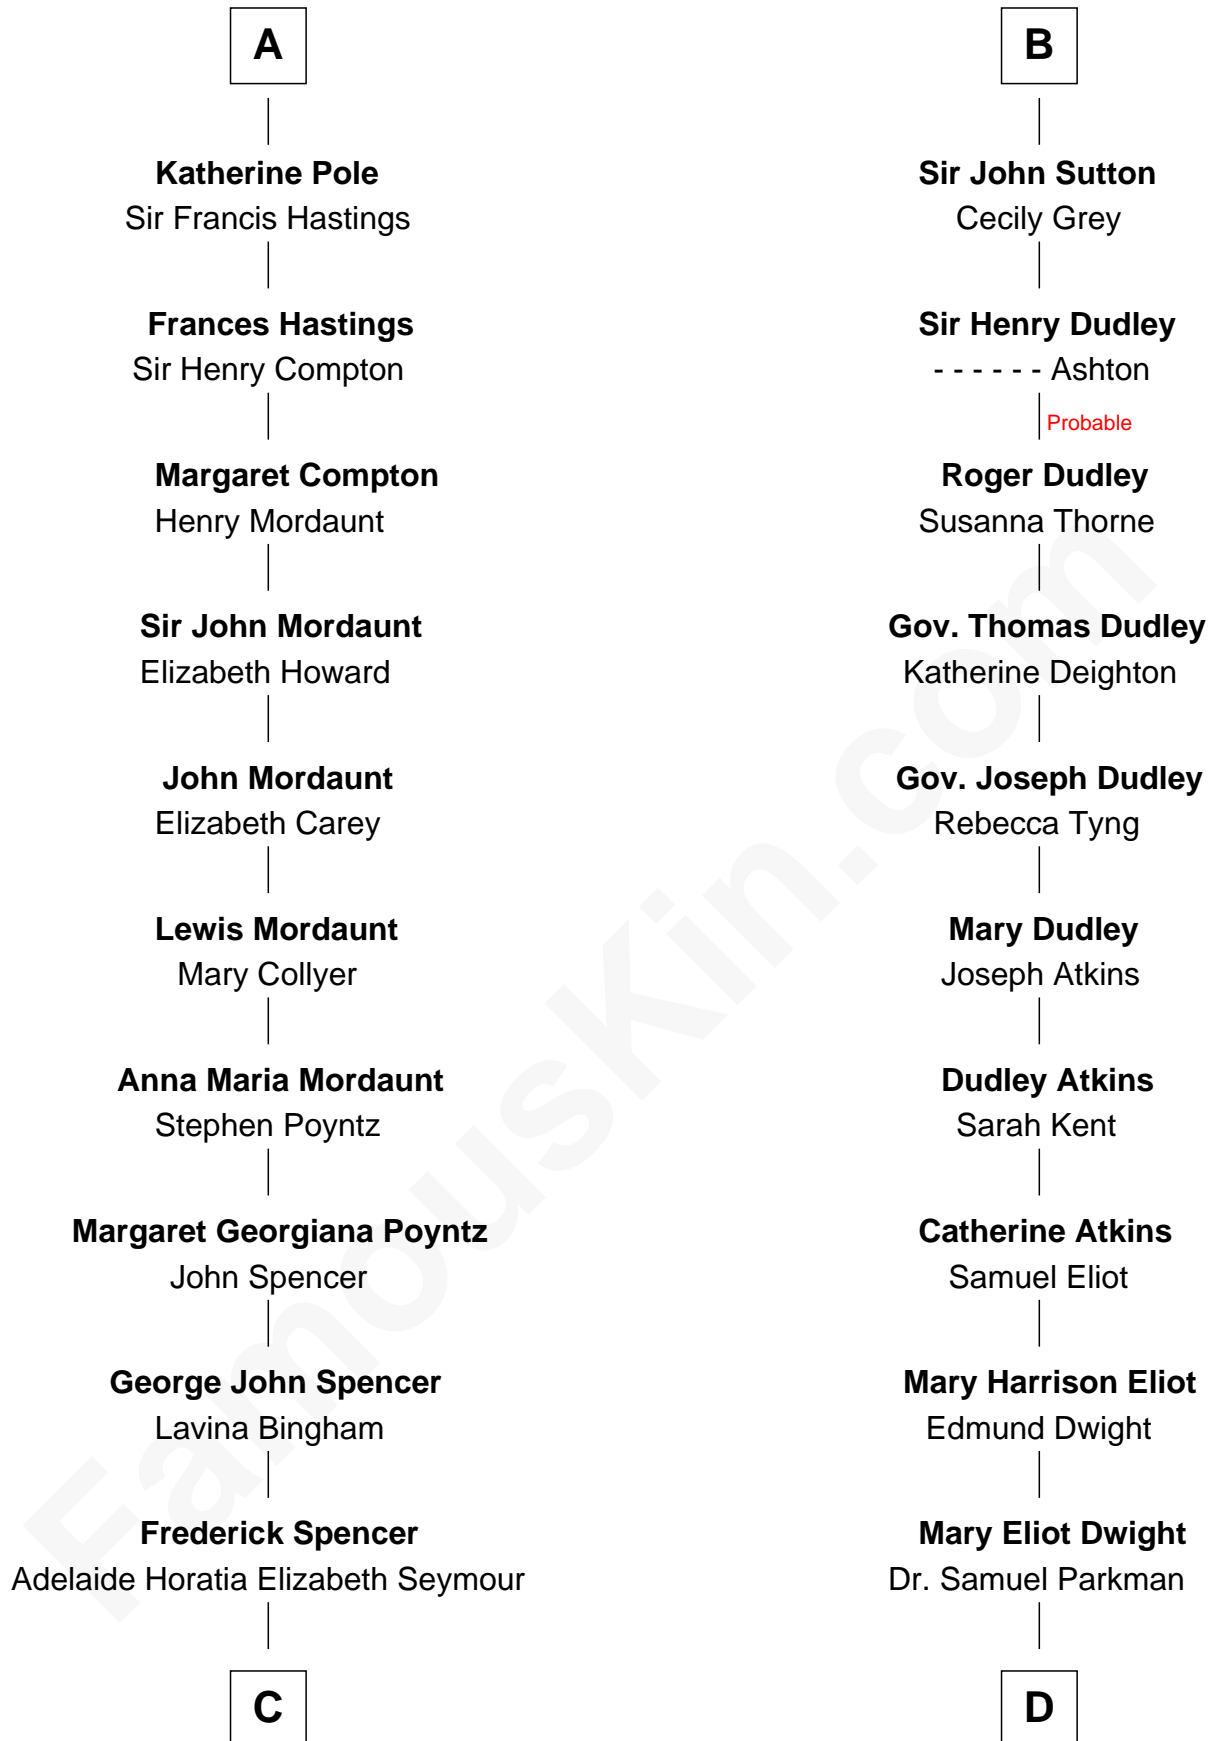 A
Katherine Pole
Sir Francis Hastings
Frances Hastings
Sir Henry Compton
Margaret Compton
Henry Mordaunt
Sir John Mordaunt
Elizabeth Howard
John Mordaunt
Elizabeth Carey
Lewis Mordaunt
Mary Collyer
Anna Maria Mordaunt
Stephen Poyntz
Margaret Georgiana Poyntz
John Spencer
George John Spencer
Lavina Bingham
Frederick Spencer
Adelaide Horatia Elizabeth Seymour
C
B
Sir John Sutton
Cecily Grey
Sir Henry Dudley
- - - - - - Ashton
Probable
Roger Dudley
Susanna Thorne
Gov. Thomas Dudley
Katherine Deighton
Gov. Joseph Dudley
Rebecca Tyng
Mary Dudley
Joseph Atkins
Dudley Atkins
Sarah Kent
Catherine Atkins
Samuel Eliot
Mary Harrison Eliot
Edmund Dwight
Mary Eliot Dwight
Dr. Samuel Parkman
D
FamousKin.com